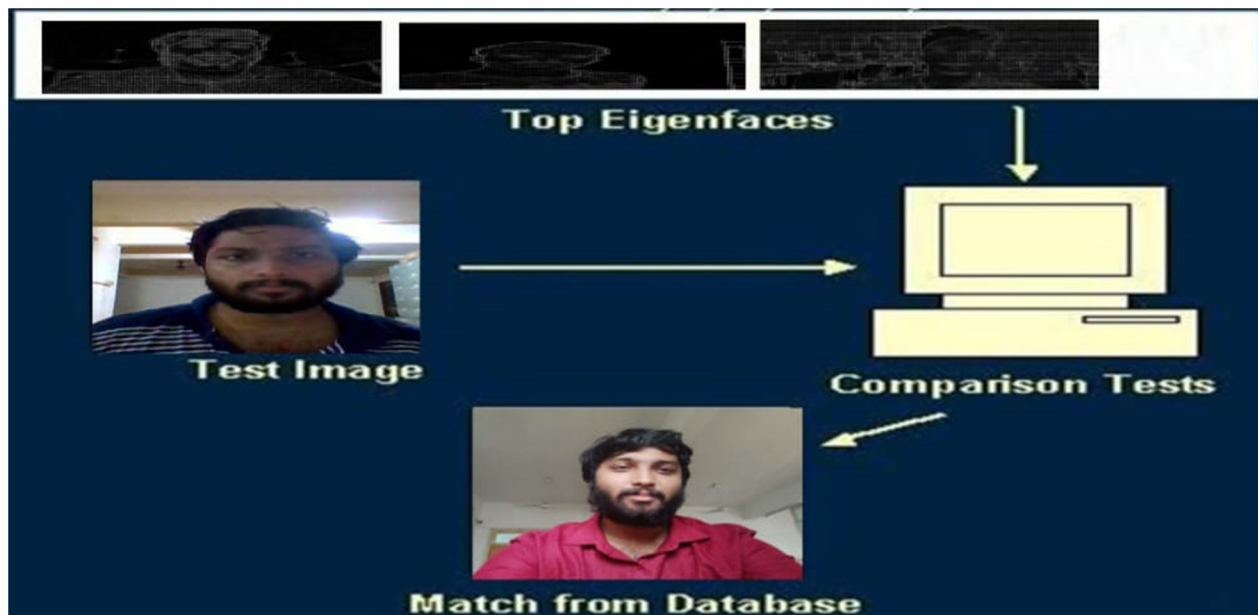 Top Eigenfaces
Test Image
Comparison Tests
Match from Database